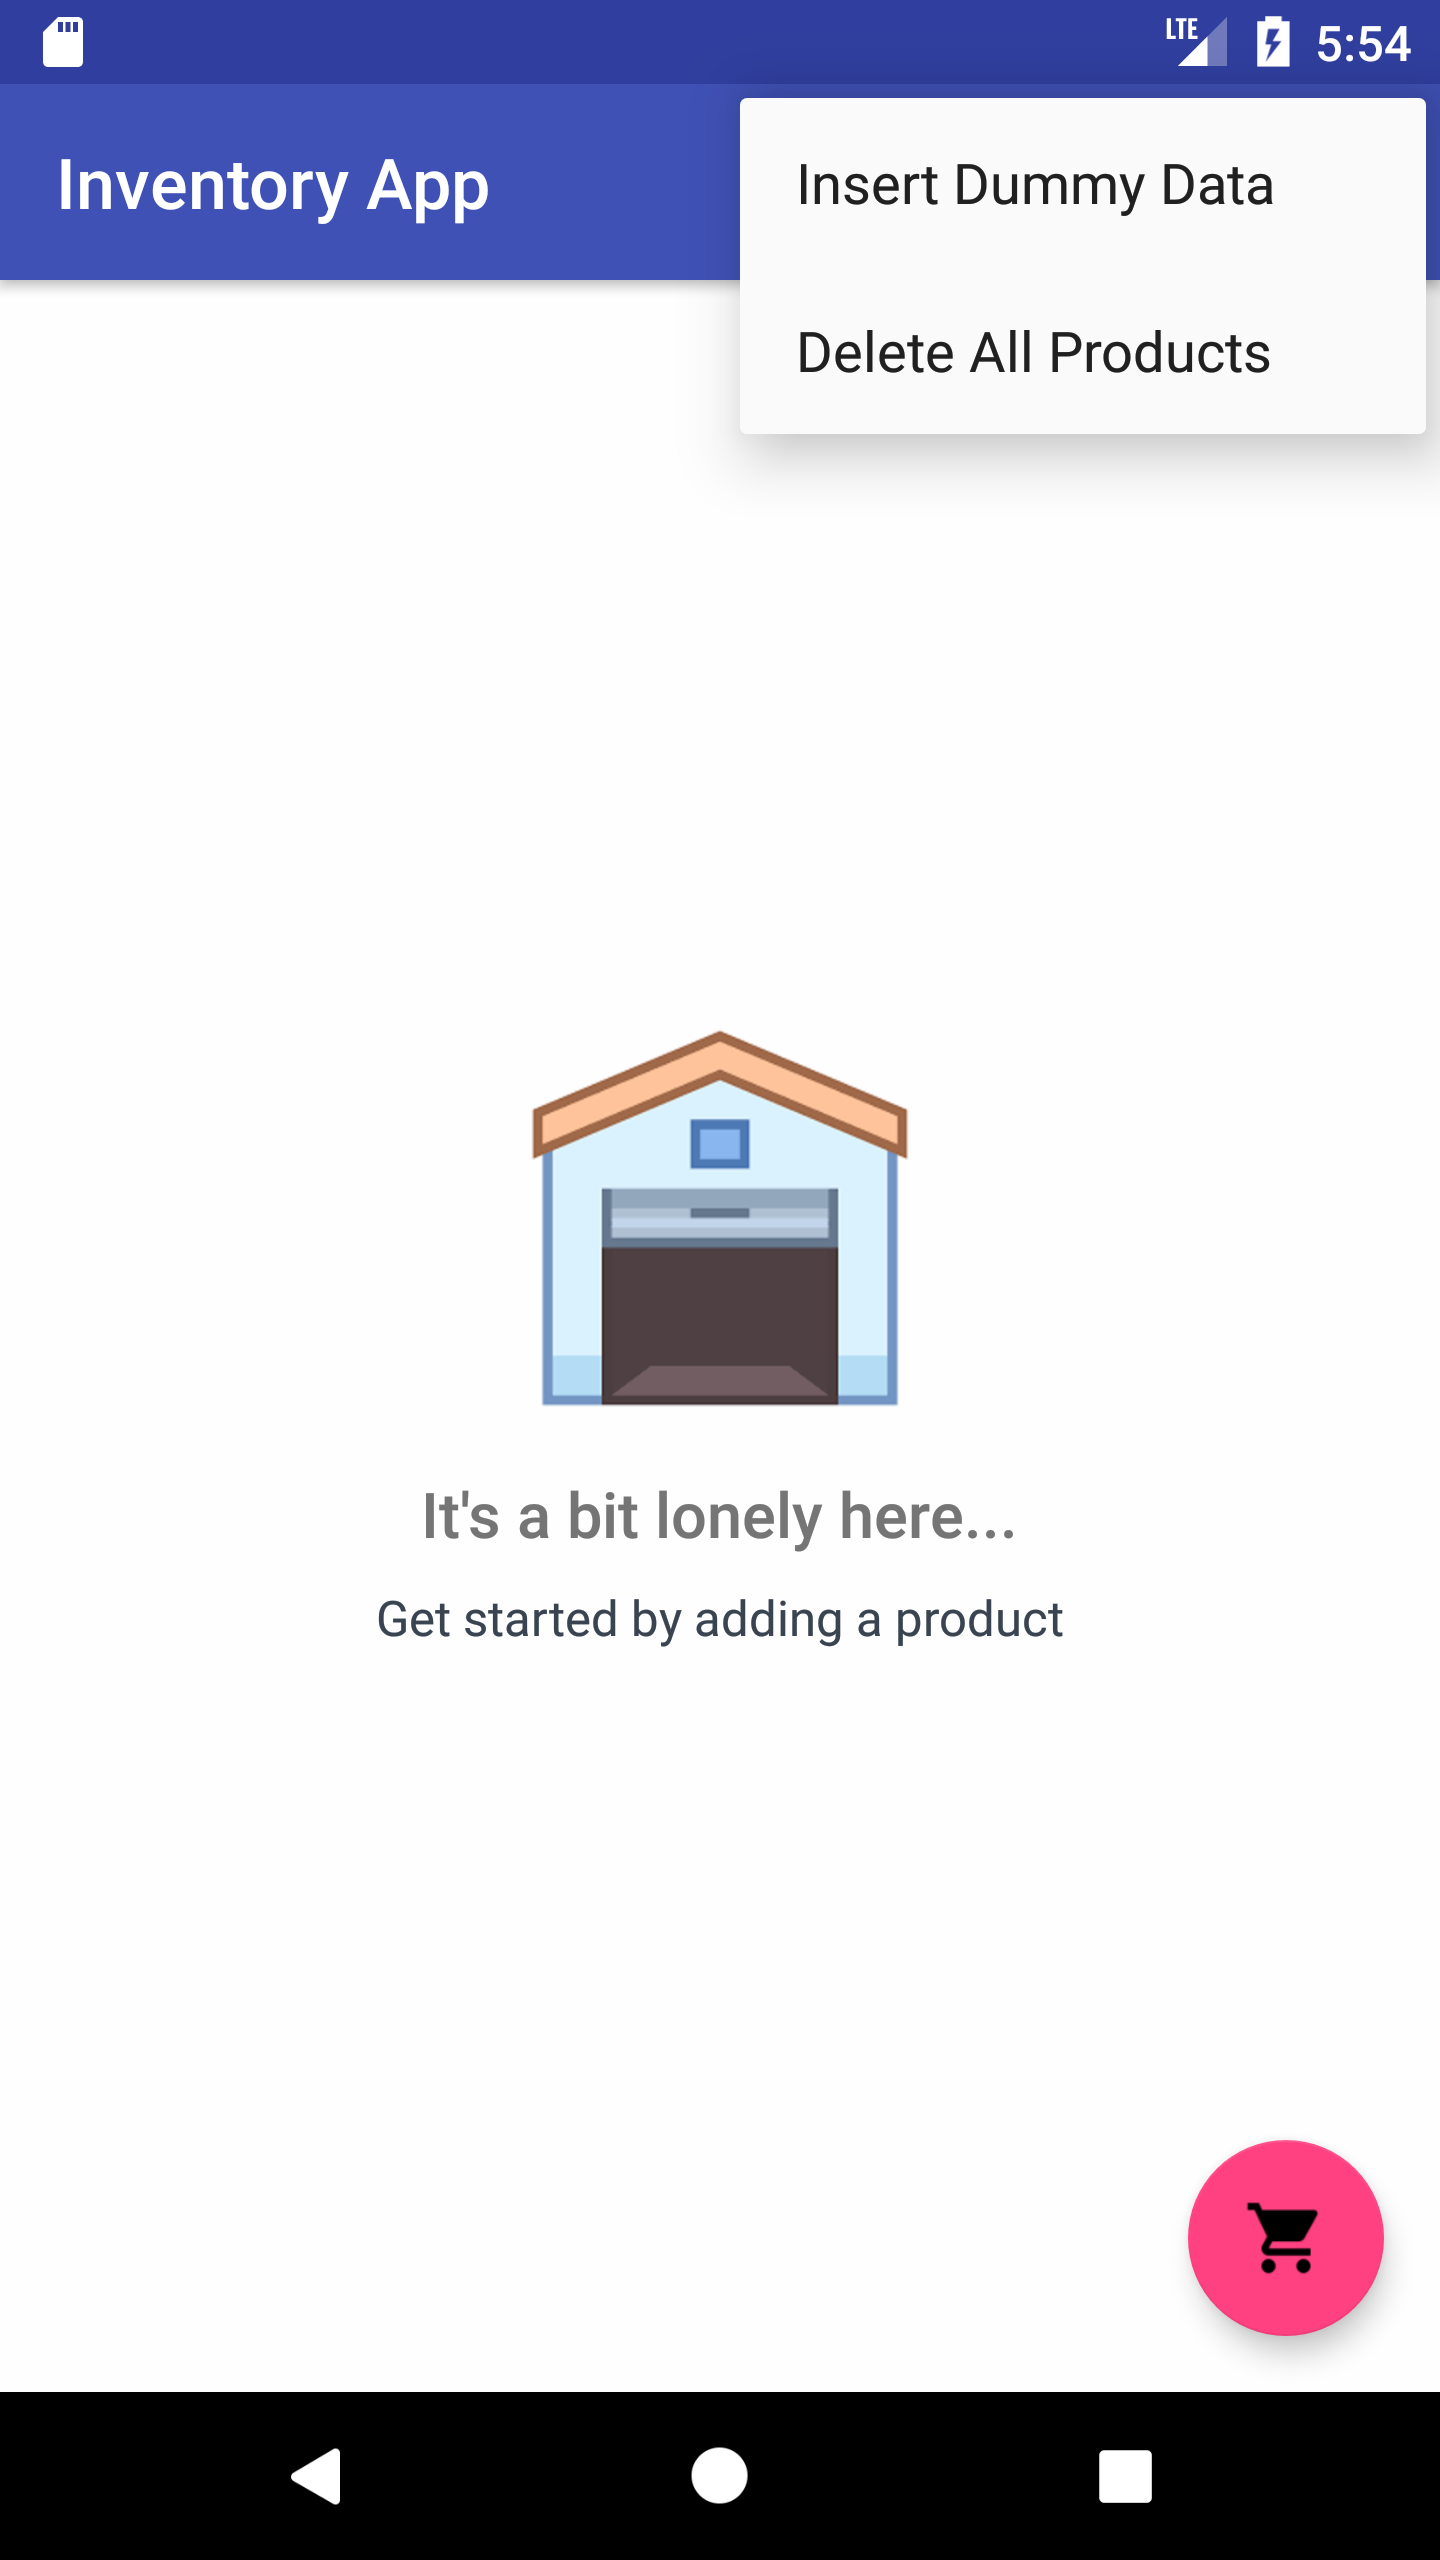 LTE 5:54
Inventory App
Insert Dummy Data
Delete All Products
It's a bit lonely here...
Get started by adding a product